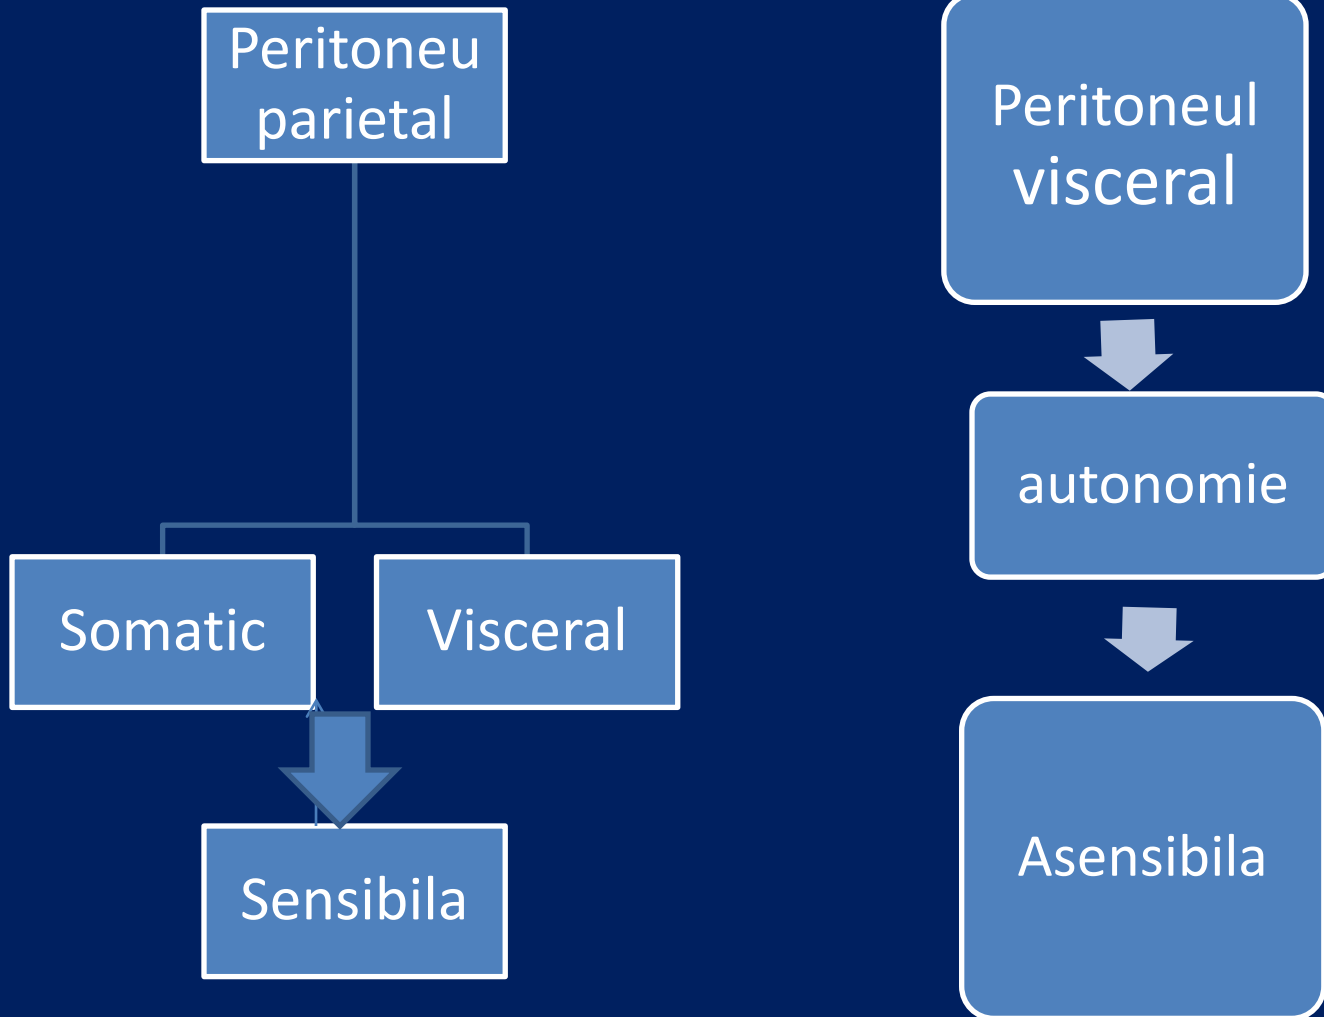 Peritoneu
parietal
Somatic
Visceral
Sensibila
Peritoneul
visceral
autonomie
Asensibila